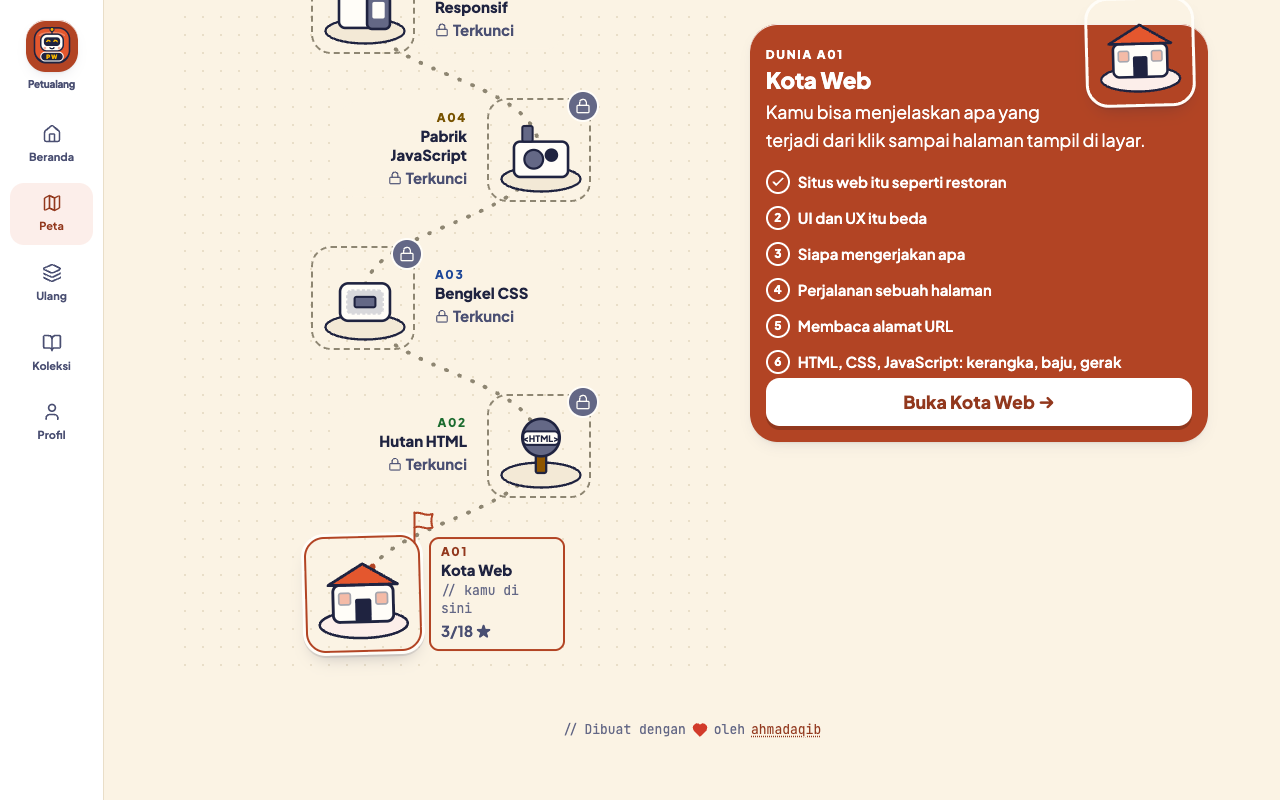 PW
Petualang
Beranda
Peta
Ulang
Koleksi
Profil
Responsif
Terkunci
A04
Pabrik
JavaScript
Terkunci
A03
Bengkel CSS
Terkunci
A02
Hutan HTML
Terkunci
<HTML>
A01
Kota Web
// kamu di
sini
3/18
DUNIA A01
Kota Web
Kamu bisa menjelaskan apa yang
terjadi dari klik sampai halaman tampil di layar.
Situs web itu seperti restoran
2 UI dan UX itu beda
3 Siapa mengerjakan apa
4 Perjalanan sebuah halaman
5 Membaca alamat URL
6 HTML, CSS, JavaScript: kerangka, baju, gerak
Buka Kota Web →
// Dibuat dengan ❤ oleh ahmadaqib